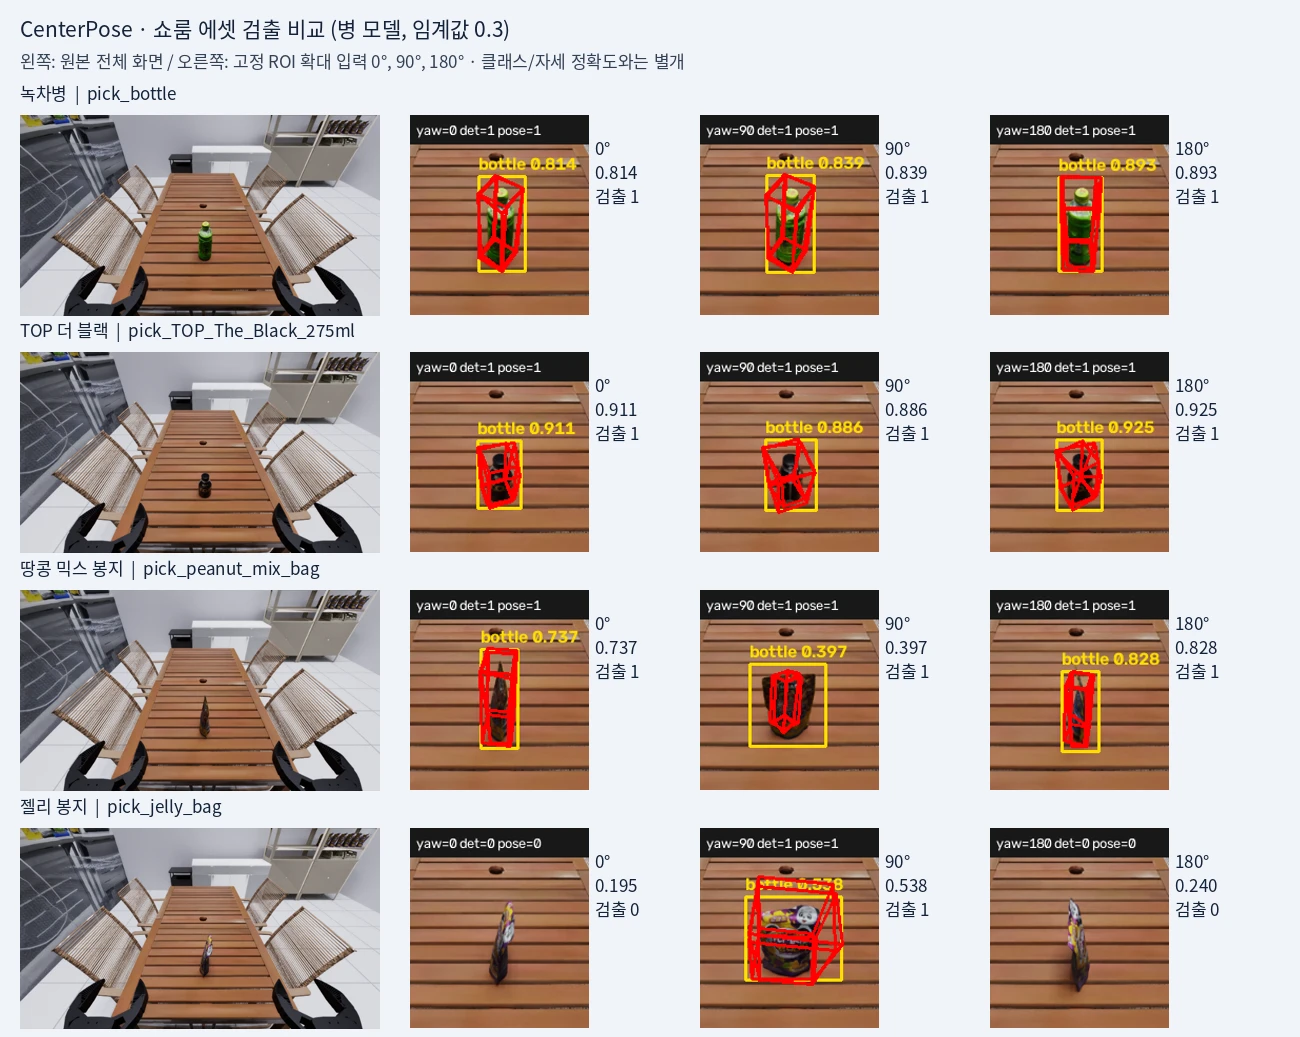 CenterPose · 쇼룸 에셋 검출 비교 (병 모델, 임계값 0.3)
왼쪽: 원본 전체 화면 / 오른쪽: 고정 ROI 확대 입력 0°, 90°, 180° · 클래스/자세 정확도와는 별개
녹차병 | pick_bottle
yaw=0 det=1 pose=1
bottle 0.814
0°
0.814
검출 1
yaw=90 det=1 pose=1
bottle 0.839
90°
0.839
검출 1
yaw=180 det=1 pose=1
bottle 0.893
180°
0.893
검출 1
TOP 더 블랙 | pick_TOP_The_Black_275ml
yaw=0 det=1 pose=1
bottle 0.911
0°
0.911
검출 1
yaw=90 det=1 pose=1
bottle 0.886
90°
0.886
검출 1
yaw=180 det=1 pose=1
bottle 0.925
180°
0.925
검출 1
땅콩 믹스 봉지 | pick_peanut_mix_bag
yaw=0 det=1 pose=1
bottle 0.737
0°
0.737
검출 1
yaw=90 det=1 pose=1
bottle 0.397
90°
0.397
검출 1
yaw=180 det=1 pose=1
bottle 0.828
180°
0.828
검출 1
젤리 봉지 | pick_jelly_bag
yaw=0 det=0 pose=0
0°
0.195
검출 0
yaw=90 det=1 pose=1
bottle 0.538
90°
0.538
검출 1
yaw=180 det=0 pose=0
180°
0.240
검출 0